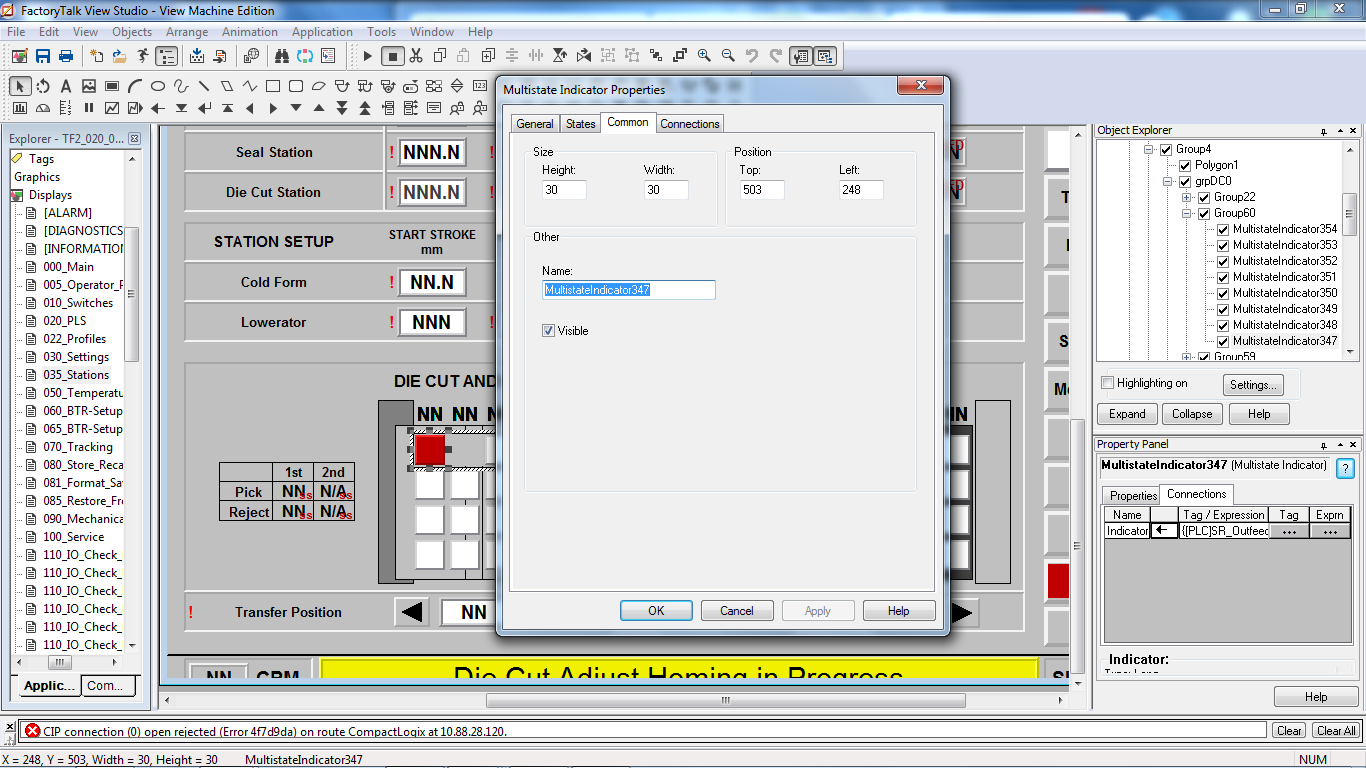 FactoryTalk View Studio - View Machine Edition
File Edit View Objects Arrange Animation Application Tools Window Help
Explorer - TF2_020_0...
Tags
Graphics
Displays
[ALARM]
[DIAGNOSTICS
[INFORMATION
000_Main
005_Operator_P
010_Switches
020_PLS
022_Profiles
030_Settings
035_Stations
050_Temperatu
060_BTR-Setup
065_BTR-Setup
070_Tracking
080_Store_Reca
081_Format_Sav
085_Restore_Fr
090_Mechanica
100_Service
110_IO_Check_
110_IO_Check_
110_IO_Check_
110_IO_Check_
110_IO_Check_
110_IO_Check_
Applic... Com...
Seal Station ! NNN.N
Die Cut Station ! NNN.N
STATION SETUP START STROKE
mm
Cold Form ! NN.N
Lowerator ! NNN
DIE CUT AND
NN NN N
1st 2nd
Pick NN ss N/A ss
Reject NN ss N/A ss
! Transfer Position NN
NN CPM Die Cut Adjust Homing in Progress
Multistate Indicator Properties
General States Common Connections
Size Position
Height: Width: Top: Left:
30 30 503 248
Other
Name:
MultistateIndicator347
Visible
OK Cancel Apply Help
Object Explorer
Group4
Polygon1
grpDC0
Group22
Group60
MultistateIndicator354
MultistateIndicator353
MultistateIndicator352
MultistateIndicator351
MultistateIndicator350
MultistateIndicator349
MultistateIndicator348
MultistateIndicator347
Group59
Highlighting on Settings...
Expand Collapse Help
Property Panel
MultistateIndicator347 (Multistate Indicator) ?
Properties Connections
Name Tag / Expression Tag Exprn
Indicator {[PLC]SR_Outfeed ... ...
Indicator:
Help
CIP connection (0) open rejected (Error 4f7d9da) on route CompactLogix at 10.88.28.120.
Clear Clear All
X = 248, Y = 503, Width = 30, Height = 30 MultistateIndicator347 NUM